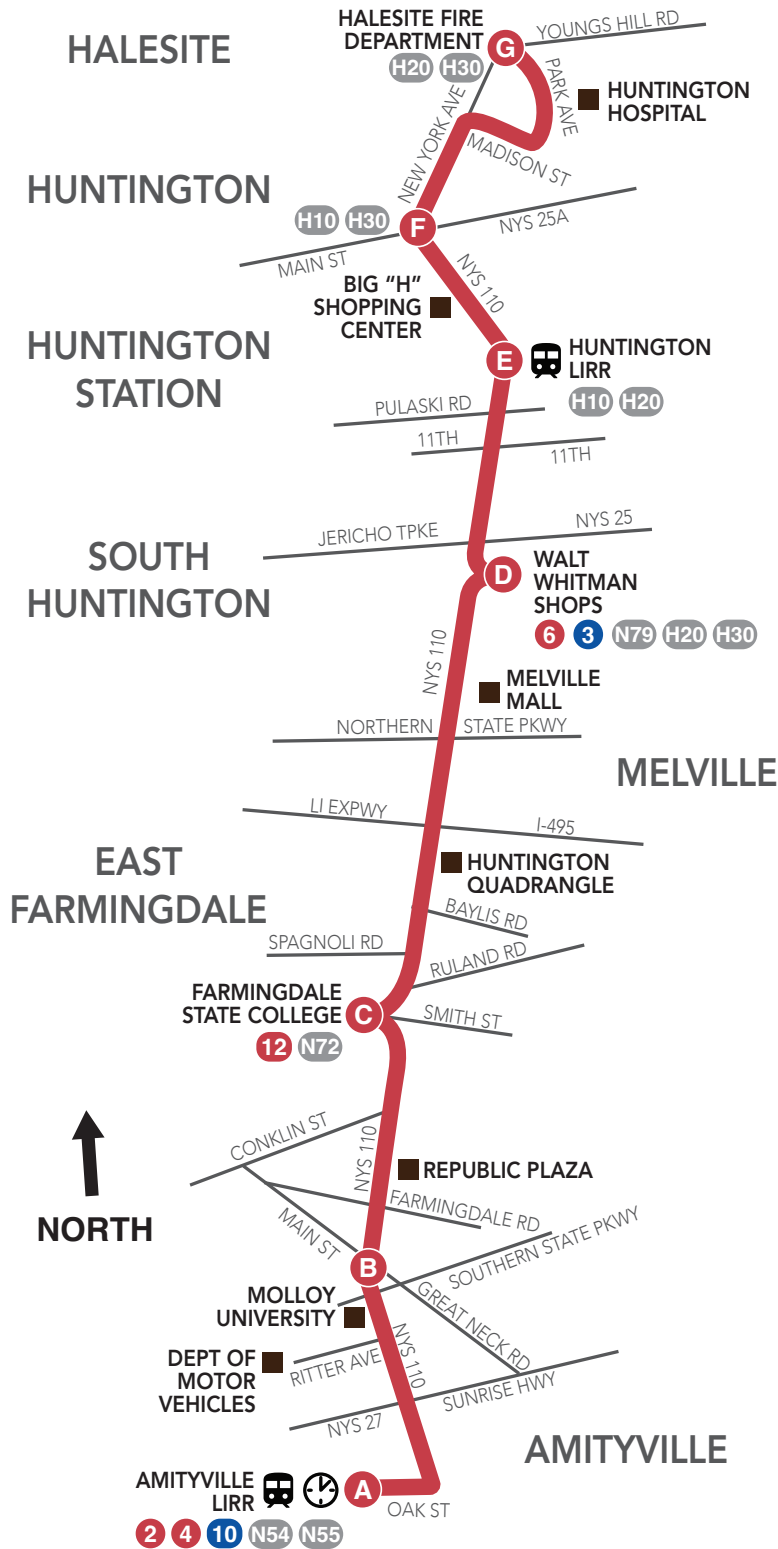 HALESITE
HALESITE FIRE
DEPARTMENT
H20 H30
G
YOUNGS HILL RD
PARK AVE
HUNTINGTON
HOSPITAL
NEW YORK AVE
MADISON ST
HUNTINGTON
H10 H30
F
NYS 25A
MAIN ST
NYS 110
BIG “H”
SHOPPING
CENTER
HUNTINGTON
STATION
E
HUNTINGTON
LIRR
H10 H20
PULASKI RD
11TH
11TH
JERICHO TPKE
NYS 25
SOUTH
HUNTINGTON
D
WALT
WHITMAN
SHOPS
6 3 N79 H20 H30
NYS 110
MELVILLE
MALL
NORTHERN STATE PKWY
MELVILLE
LI EXPWY
I-495
EAST
FARMINGDALE
HUNTINGTON
QUADRANGLE
BAYLIS RD
SPAGNOLI RD
RULAND RD
FARMINGDALE
STATE COLLEGE
C
12 N72
SMITH ST
CONKLIN ST
NYS 110
REPUBLIC PLAZA
NORTH
FARMINGDALE RD
MAIN ST
SOUTHERN STATE PKWY
B
MOLLOY
UNIVERSITY
GREAT NECK RD
NYS 110
DEPT OF
MOTOR
VEHICLES
RITTER AVE
SUNRISE HWY
NYS 27
AMITYVILLE
AMITYVILLE
LIRR
A
OAK ST
2 4 10 N54 N55